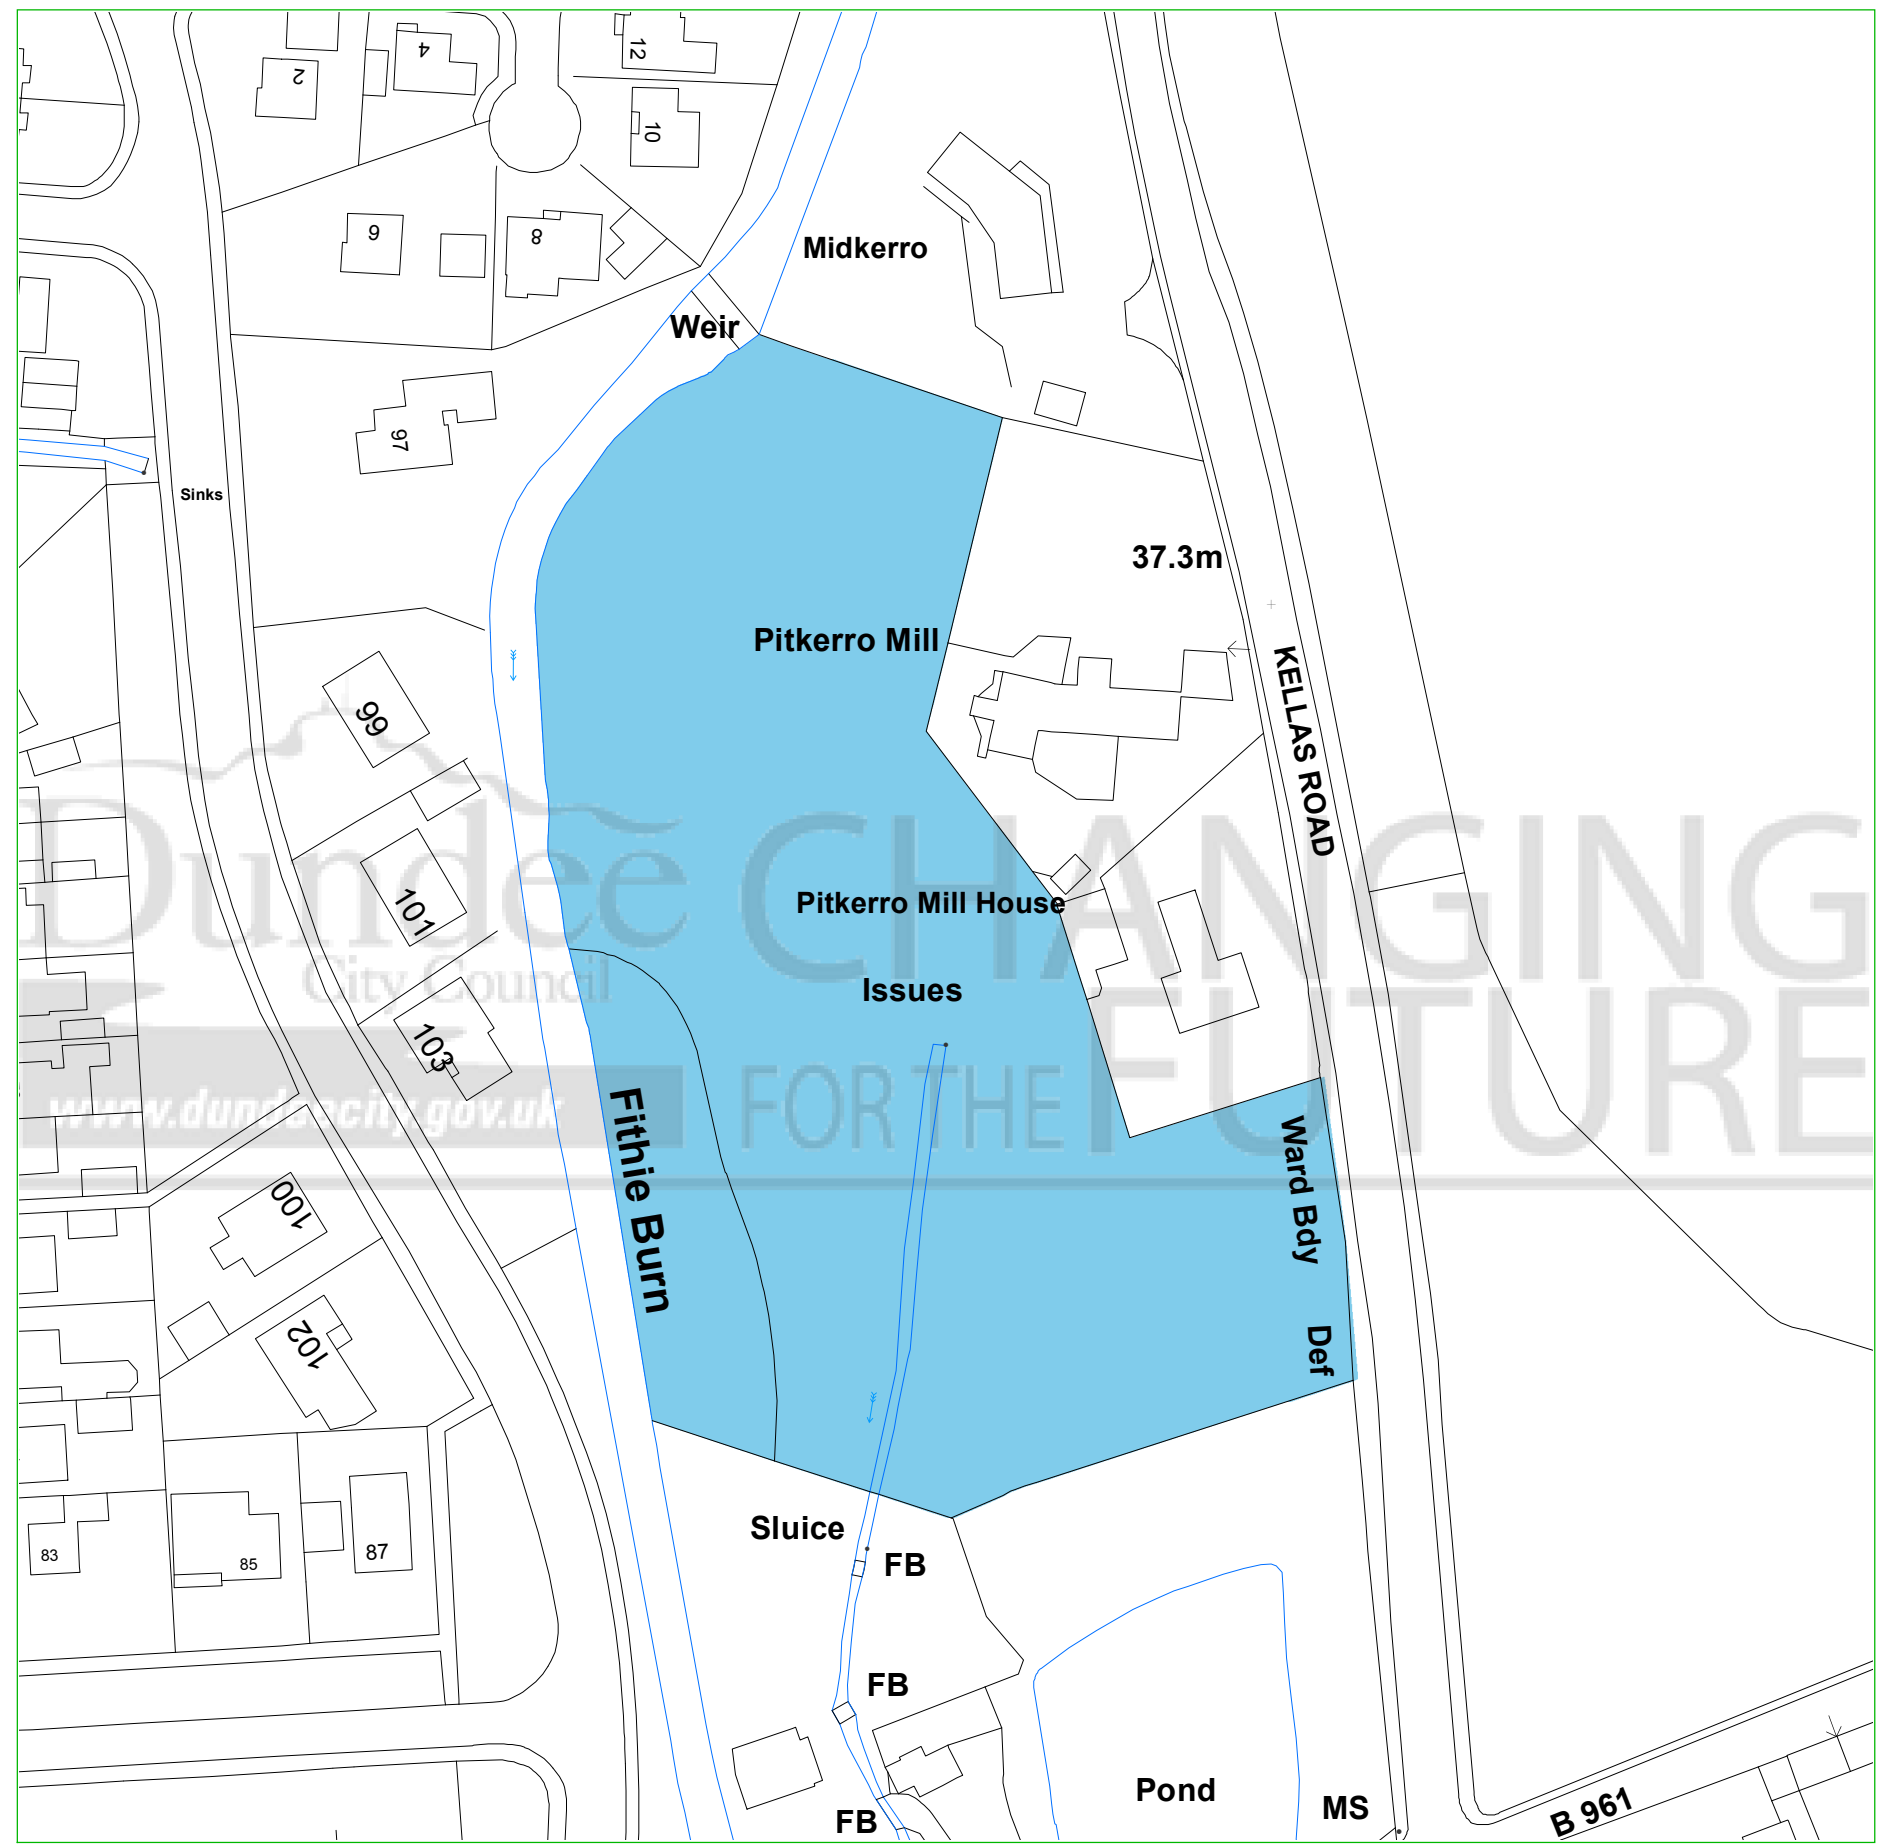 2
4
12
10
6
8
Midkerro
Weir
97
Sinks
37.3m
Pitkerro Mill
KELLAS ROAD
99
101
Pitkerro Mill House
Issues
103
Dundee
City Council
www.dundeecity.gov.uk
CHANGING
FOR THE FUTURE
Fithie Burn
Ward Bdy
Def
100
102
Sluice
FB
83
85
87
FB
Pond
MS
FB
B 961